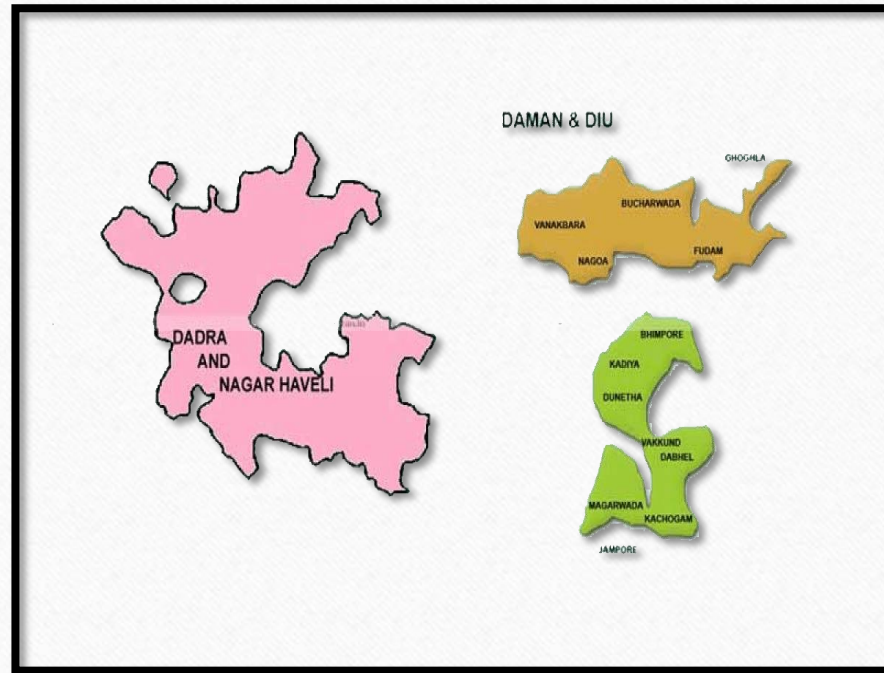 DAMAN & DIU
GHOGHLA
BUCHARWADA
VANAKBARA
FUDAM
NAGOA
DADRA
AND
NAGAR HAVELI
BHIMPORE
KADIYA
DUNETHA
VAKKUND
DABHEL
MAGARWADA
KACHOGAM
JAMPORE